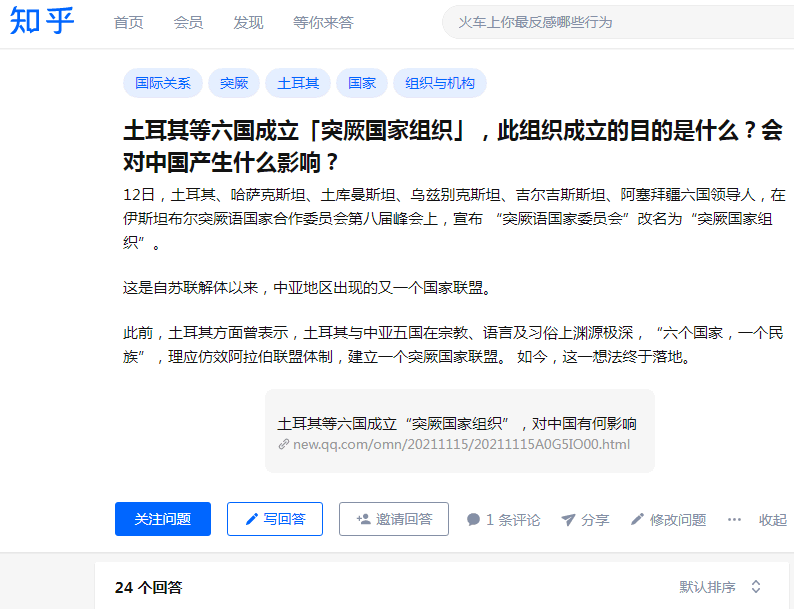 知乎 首页 会员 发现 等你来答 火车上你最反感哪些行为
国际关系 突厥 土耳其 国家 组织与机构
土耳其等六国成立「突厥国家组织」，此组织成立的目的是什么？会
对中国产生什么影响？
12日，土耳其、哈萨克斯坦、土库曼斯坦、乌兹别克斯坦、吉尔吉斯斯坦、阿塞拜疆六国领导人，在
伊斯坦布尔突厥语国家合作委员会第八届峰会上，宣布 “突厥语国家委员会”改名为“突厥国家组
织”。
这是自苏联解体以来，中亚地区出现的又一个国家联盟。
此前，土耳其方面曾表示，土耳其与中亚五国在宗教、语言及习俗上渊源极深，“六个国家，一个民
族”，理应仿效阿拉伯联盟体制，建立一个突厥国家联盟。 如今，这一想法终于落地。
土耳其等六国成立“突厥国家组织”，对中国有何影响
new.qq.com/omn/20211115/20211115A0G5IO00.html
关注问题 写回答 邀请回答 1 条评论 分享 修改问题 ··· 收起
24 个回答 默认排序